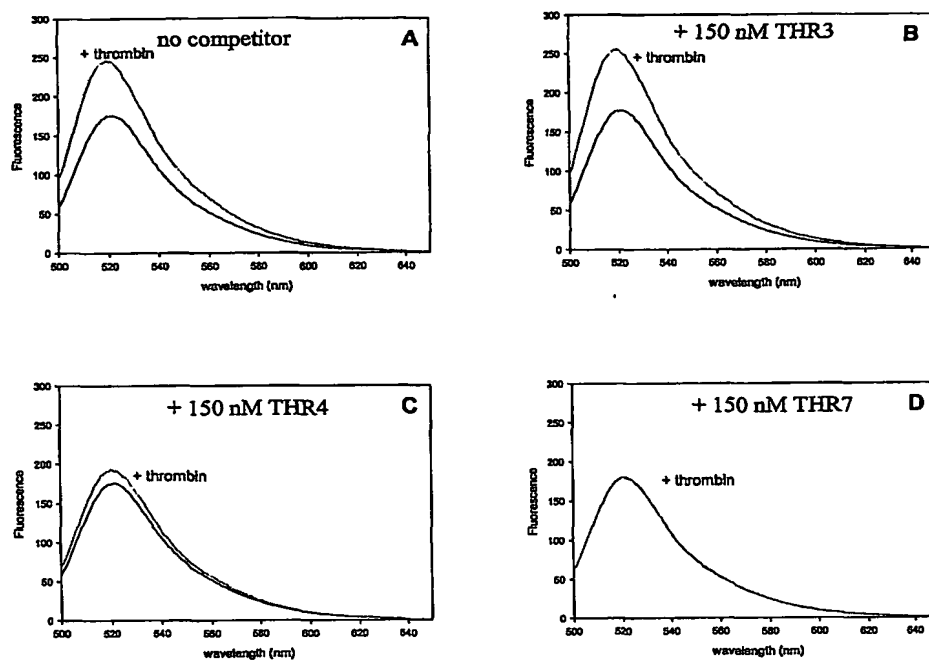 no competitor
A
+ thrombin
300
250
200
150
100
50
0
Fluorescence
500 520 540 560 580 600 620 640
wavelength (nm)
+ 150 nM THR3
B
+ thrombin
300
250
200
150
100
50
0
Fluorescence
500 520 540 560 580 600 620 640
wavelength (nm)
+ 150 nM THR4
C
+ thrombin
300
250
200
150
100
50
0
Fluorescence
500 520 540 560 580 600 620 640
wavelength (nm)
+ 150 nM THR7
D
+ thrombin
300
250
200
150
100
50
0
Fluorescence
500 520 540 560 580 600 620 640
wavelength (nm)